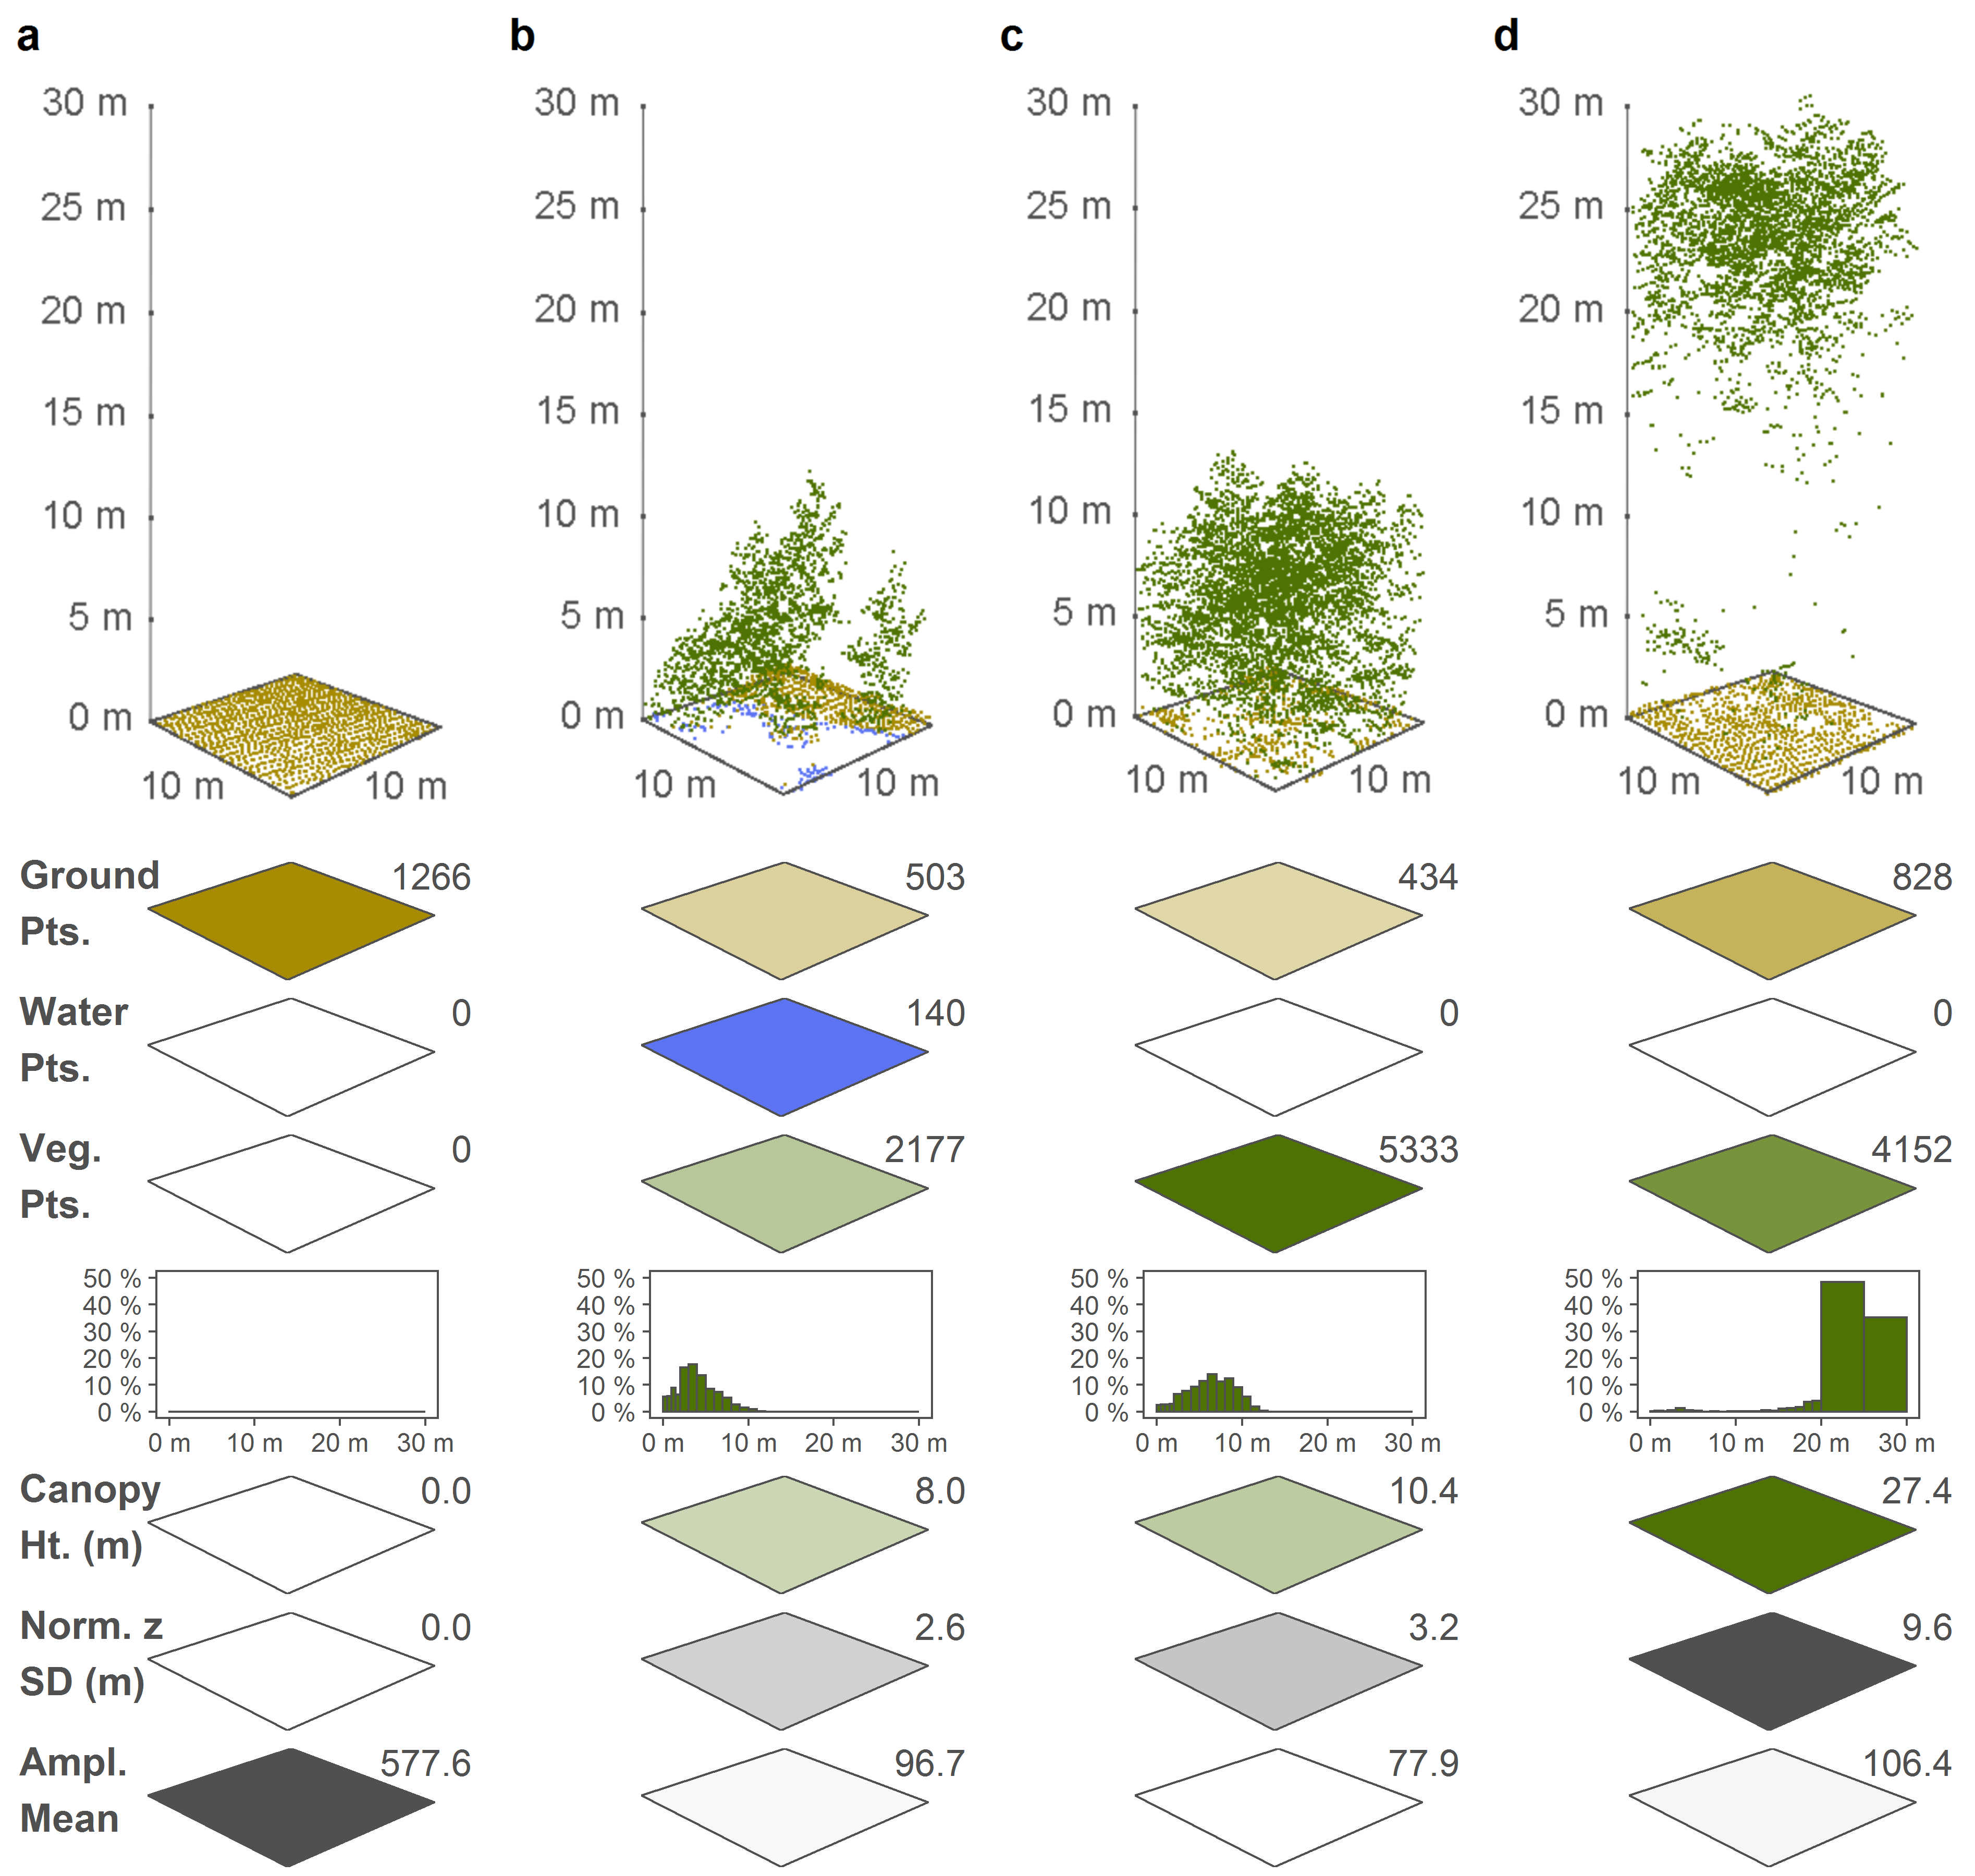 a b c d
30 m 30 m 30 m 30 m
25 m 25 m 25 m 25 m
20 m 20 m 20 m 20 m
15 m 15 m 15 m 15 m
10 m 10 m 10 m 10 m
5 m 5 m 5 m 5 m
0 m 0 m 0 m 0 m
10 m 10 m 10 m 10 m 10 m 10 m 10 m 10 m
Ground 1266 503 434 828
Pts.
Water 0 140 0 0
Pts.
Veg. 0 2177 5333 4152
Pts.
50 % 50 % 50 % 50 %
40 % 40 % 40 % 40 %
30 % 30 % 30 % 30 %
20 % 20 % 20 % 20 %
10 % 10 % 10 % 10 %
0 % 0 % 0 % 0 %
0 m 10 m 20 m 30 m 0 m 10 m 20 m 30 m 0 m 10 m 20 m 30 m 0 m 10 m 20 m 30 m
Canopy 0.0 8.0 10.4 27.4
Ht. (m)
Norm. z 0.0 2.6 3.2 9.6
SD (m)
Ampl. 577.6 96.7 77.9 106.4
Mean